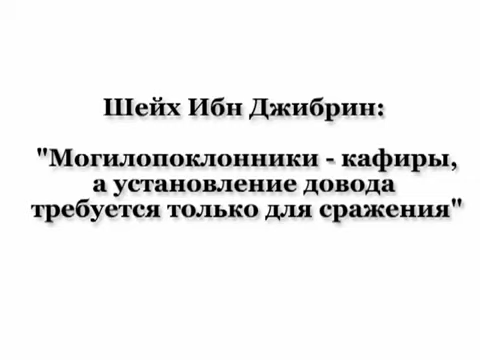 Шейх Ибн Джибрин:
"Могилопоклонники - кафиры,
а установление довода
требуется только для сражения"